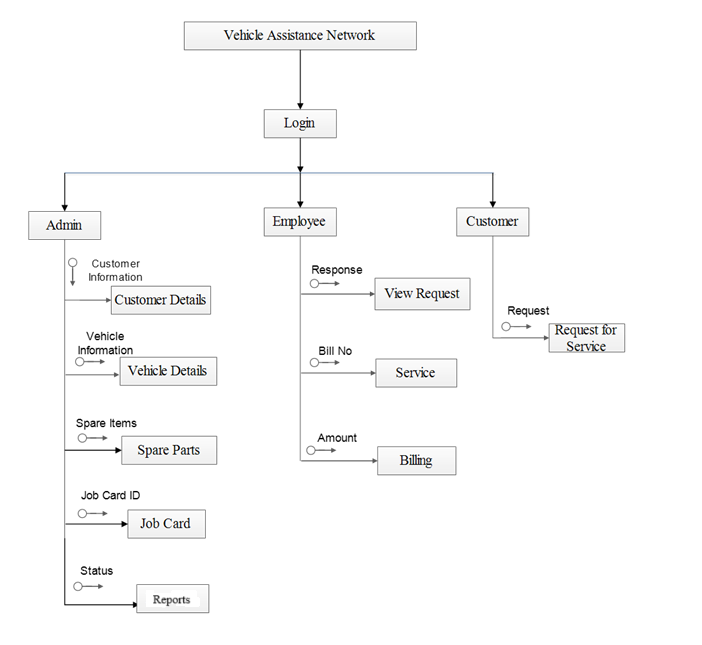 Vehicle Assistance Network
Login
Admin
Employee
Customer
Customer
Information
Customer Details
Vehicle
Information
Vehicle Details
Spare Items
Spare Parts
Job Card ID
Job Card
Status
Reports
Response
View Request
Bill No
Service
Amount
Billing
Request
Request for
Service